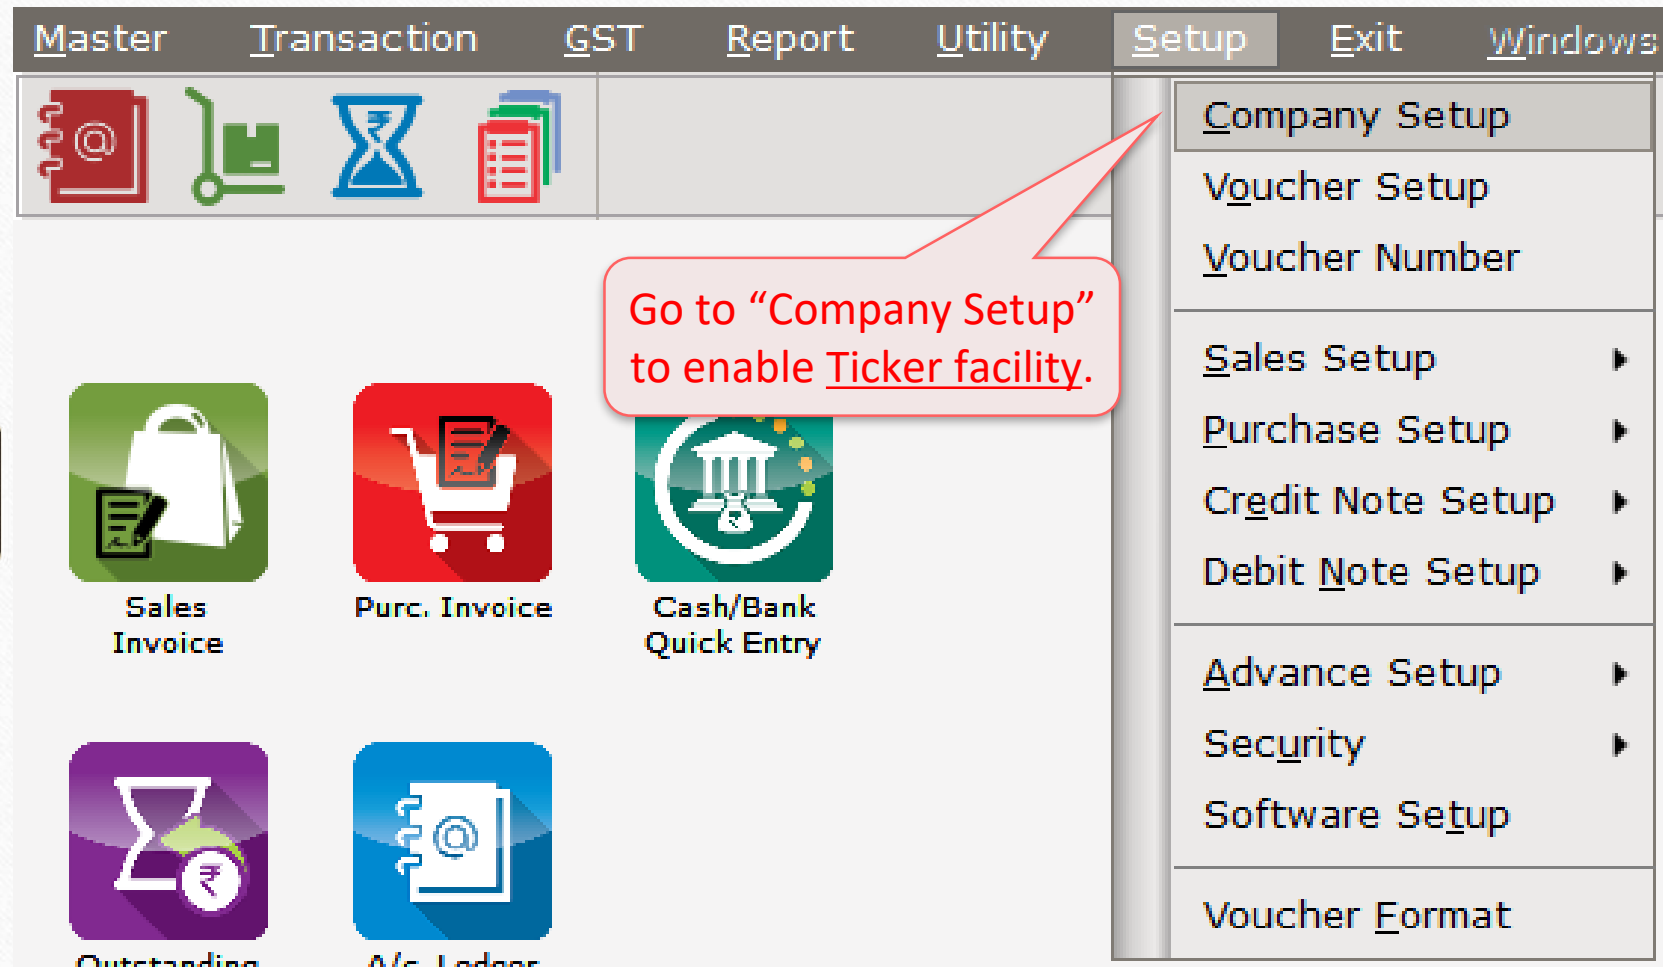 Master Transaction GST Report Utility Setup Exit Windows
Company Setup
Voucher Setup
Voucher Number
Go to “Company Setup”
to enable Ticker facility.
Sales Setup
Purchase Setup
Credit Note Setup
Debit Note Setup
Advance Setup
Security
Software Setup
Voucher Format
Sales
Invoice
Purc. Invoice
Cash/Bank
Quick Entry
Outstanding
A/c. Ledger